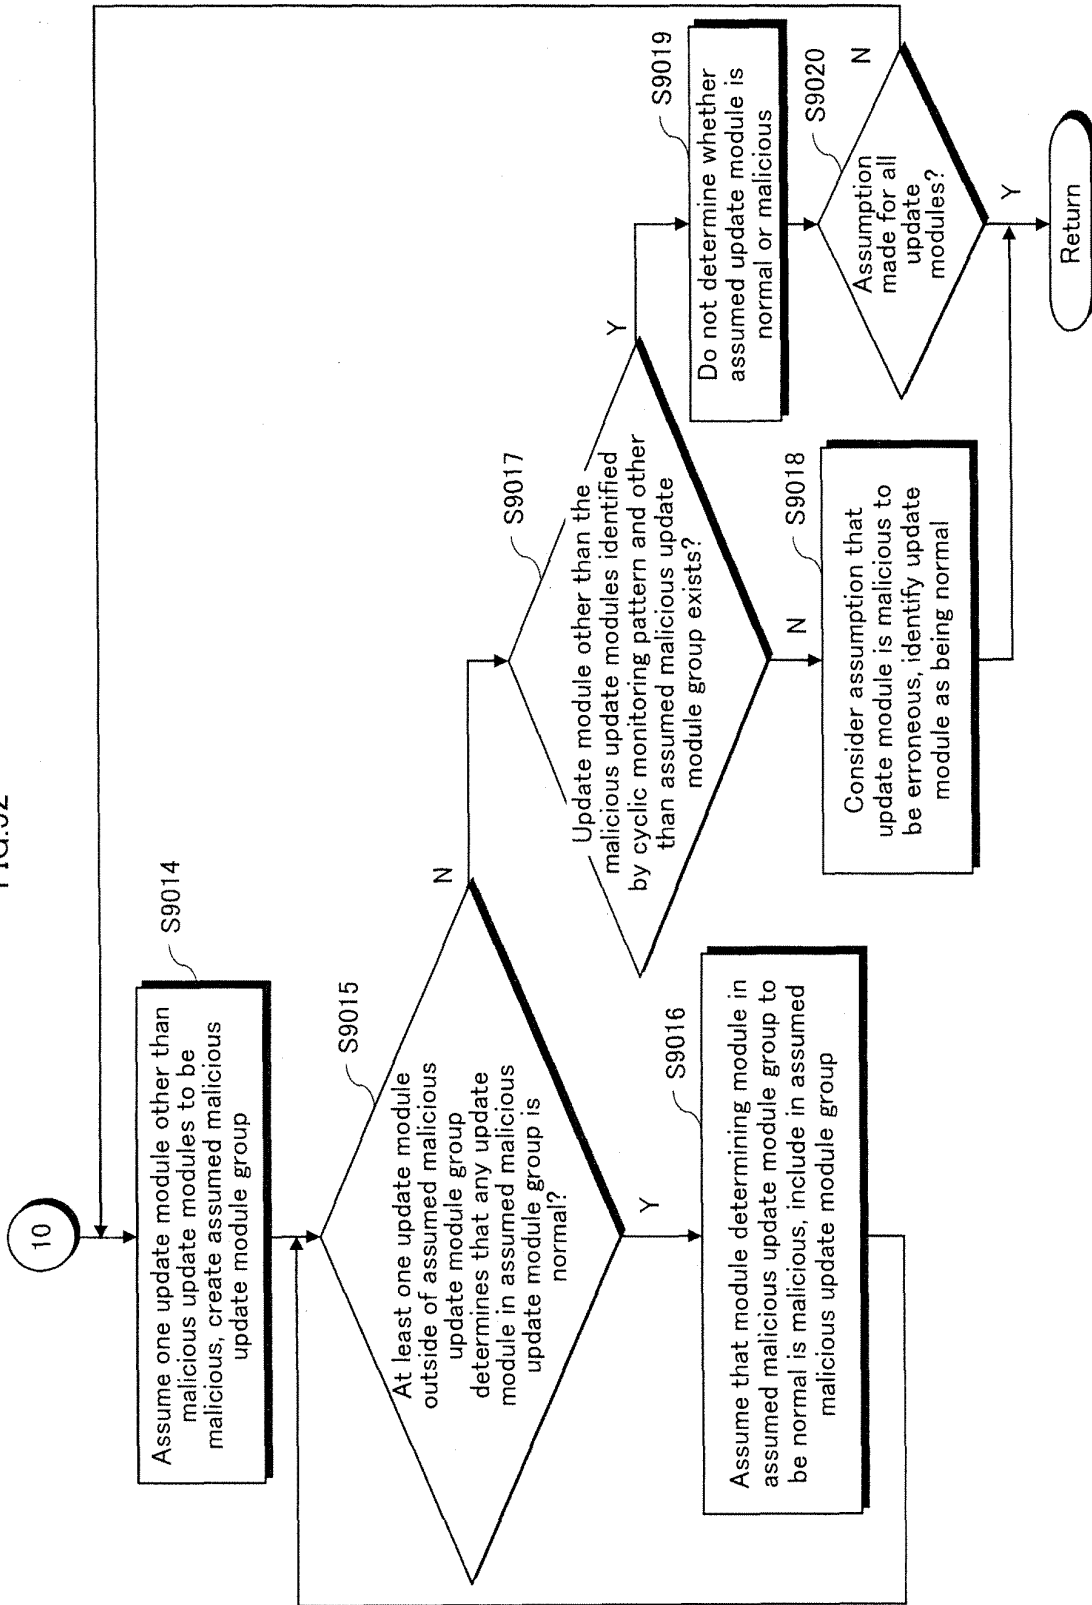 10
Assume one update module other than
malicious update modules to be
malicious, create assumed malicious
update module group
S9014
At least one update module
outside of assumed malicious
update module group
determines that any update
module in assumed malicious
update module group is
normal?
S9015
N
Y
Assume that module determining module in
assumed malicious update module group to
be normal is malicious, include in assumed
malicious update module group
S9016
Update module other than the
malicious update modules identified
by cyclic monitoring pattern and other
than assumed malicious update
module group exists?
S9017
Y
N
Consider assumption that
update module is malicious to
be erroneous, identify update
module as being normal
S9018
Do not determine whether
assumed update module is
normal or malicious
S9019
Assumption
made for all
update
modules?
S9020
N
Y
Return